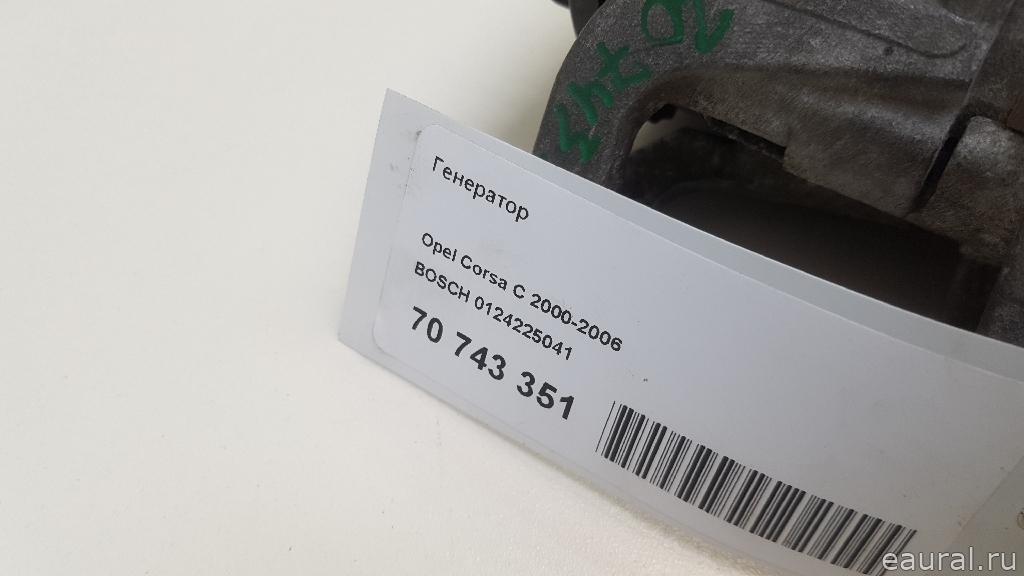 Генератор
Opel Corsa C 2000-2006
BOSCH 0124225041
70 743 351
eaural.ru